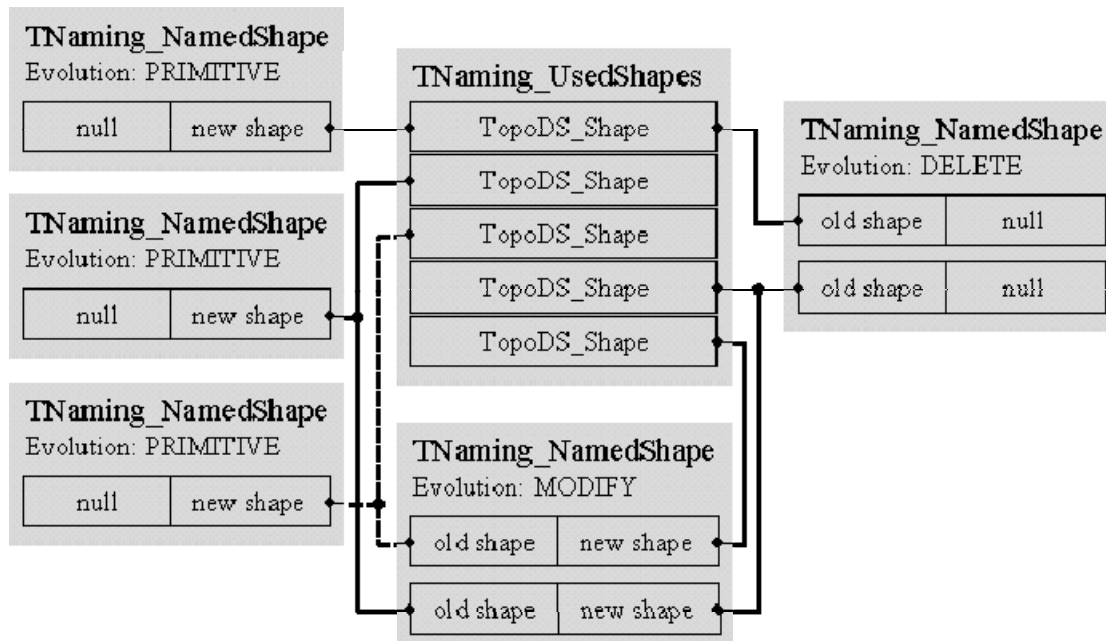 TNaming_NamedShape
Evolution: PRIMITIVE
null new shape
TNaming_NamedShape
Evolution: PRIMITIVE
null new shape
TNaming_NamedShape
Evolution: PRIMITIVE
null new shape
TNaming_UsedShapes
TopoDS_Shape
TopoDS_Shape
TopoDS_Shape
TopoDS_Shape
TopoDS_Shape
TNaming_NamedShape
Evolution: MODIFY
old shape new shape
old shape new shape
TNaming_NamedShape
Evolution: DELETE
old shape null
old shape null